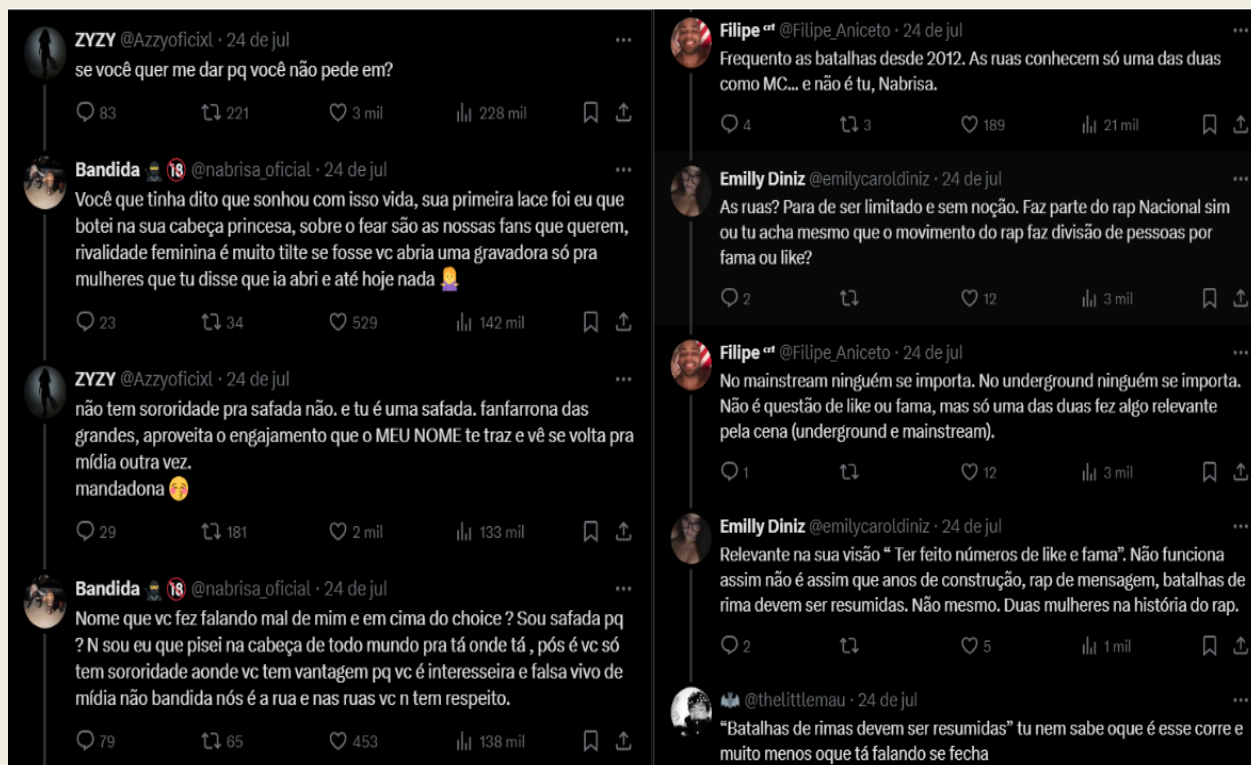 ZYZY @Azzyoficixl · 24 de jul
se você quer me dar pq você não pede em?
83 221 3 mil 228 mil
Bandida 🥷 🔞 @nabrisa_oficial · 24 de jul
Você que tinha dito que sonhou com isso vida, sua primeira lace foi eu que
botei na sua cabeça princesa, sobre o fear são as nossas fans que querem,
rivalidade feminina é muito tilte se fosse vc abria uma gravadora só pra
mulheres que tu disse que ia abri e até hoje nada 🤷‍♀️
23 34 529 142 mil
ZYZY @Azzyoficixl · 24 de jul
não tem sororidade pra safada não. e tu é uma safada. fanfarrona das
grandes, aproveita o engajamento que o MEU NOME te traz e vê se volta pra
mídia outra vez.
mandadona 😚
29 181 2 mil 133 mil
Bandida 🥷 🔞 @nabrisa_oficial · 24 de jul
Nome que vc fez falando mal de mim e em cima do choice ? Sou safada pq
? N sou eu que pisei na cabeça de todo mundo pra tá onde tá , pós é vc só
tem sororidade aonde vc tem vantagem pq vc é interesseira e falsa vivo de
mídia não bandida nós é a rua e nas ruas vc n tem respeito.
79 65 453 138 mil
Filipe @Filipe_Aniceto · 24 de jul
Frequento as batalhas desde 2012. As ruas conhecem só uma das duas
como MC... e não é tu, Nabrisa.
4 3 189 21 mil
Emilly Diniz @emilycaroldiniz · 24 de jul
As ruas? Para de ser limitado e sem noção. Faz parte do rap Nacional sim
ou tu acha mesmo que o movimento do rap faz divisão de pessoas por
fama ou like?
2 12 3 mil
Filipe @Filipe_Aniceto · 24 de jul
No mainstream ninguém se importa. No underground ninguém se importa.
Não é questão de like ou fama, mas só uma das duas fez algo relevante
pela cena (underground e mainstream).
1 12 3 mil
Emilly Diniz @emilycaroldiniz · 24 de jul
Relevante na sua visão “ Ter feito números de like e fama”. Não funciona
assim não é assim que anos de construção, rap de mensagem, batalhas de
rima devem ser resumidas. Não mesmo. Duas mulheres na história do rap.
2 5 1 mil
🦇 @thelittlemau · 24 de jul
“Batalhas de rimas devem ser resumidas” tu nem sabe oque é esse corre e
muito menos oque tá falando se fecha